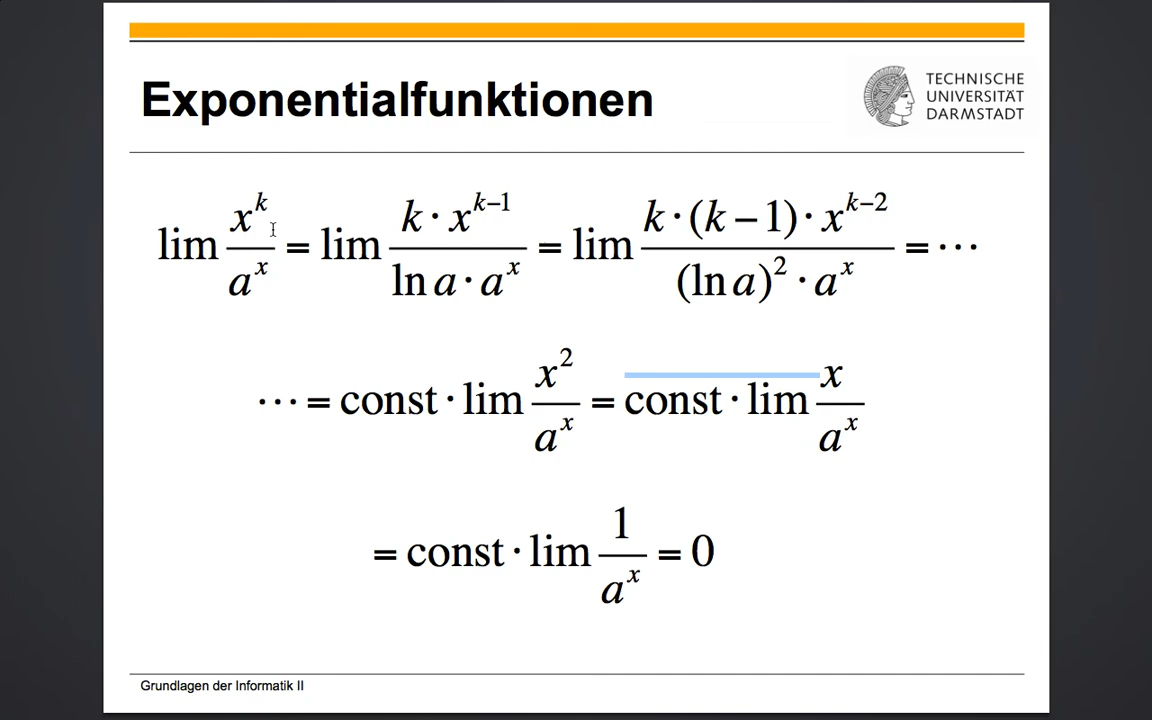 Exponentialfunktionen
TECHNISCHE
UNIVERSITÄT
DARMSTADT
lim x^k / a^x = lim k · x^(k−1) / ln a · a^x = lim k · (k − 1) · x^(k−2) / (ln a)^2 · a^x = ⋯
⋯ = const · lim x^2 / a^x = const · lim x / a^x
= const · lim 1 / a^x = 0
Grundlagen der Informatik II